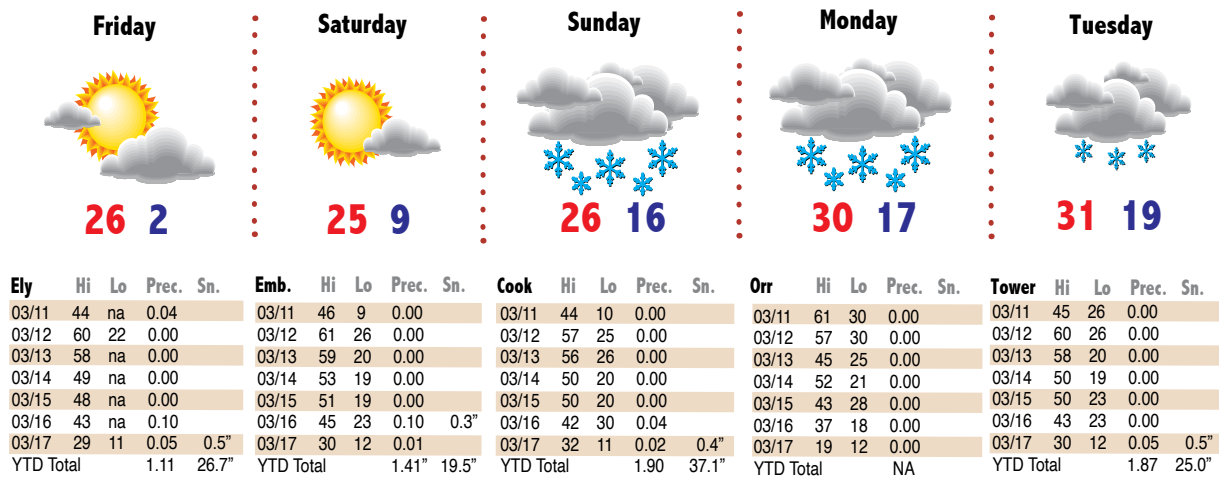 Friday
Saturday
Sunday
Monday
Tuesday
26 2
25 9
26 16
30 17
31 19
Ely Hi Lo Prec. Sn.
03/11 44 na 0.04
03/12 60 22 0.00
03/13 58 na 0.00
03/14 49 na 0.00
03/15 48 na 0.00
03/16 43 na 0.10
03/17 29 11 0.05 0.5”
YTD Total 1.11 26.7”
Emb. Hi Lo Prec. Sn.
03/11 46 9 0.00
03/12 61 26 0.00
03/13 59 20 0.00
03/14 53 19 0.00
03/15 51 19 0.00
03/16 45 23 0.10 0.3”
03/17 30 12 0.01
YTD Total 1.41” 19.5”
Cook Hi Lo Prec. Sn.
03/11 44 10 0.00
03/12 57 25 0.00
03/13 56 26 0.00
03/14 50 20 0.00
03/15 50 20 0.00
03/16 42 30 0.04
03/17 32 11 0.02 0.4”
YTD Total 1.90 37.1”
Orr Hi Lo Prec. Sn.
03/11 61 30 0.00
03/12 57 30 0.00
03/13 45 25 0.00
03/14 52 21 0.00
03/15 43 28 0.00
03/16 37 18 0.00
03/17 19 12 0.00
YTD Total NA
Tower Hi Lo Prec. Sn.
03/11 45 26 0.00
03/12 60 26 0.00
03/13 58 20 0.00
03/14 50 19 0.00
03/15 50 23 0.00
03/16 43 23 0.00
03/17 30 12 0.05 0.5”
YTD Total 1.87 25.0”